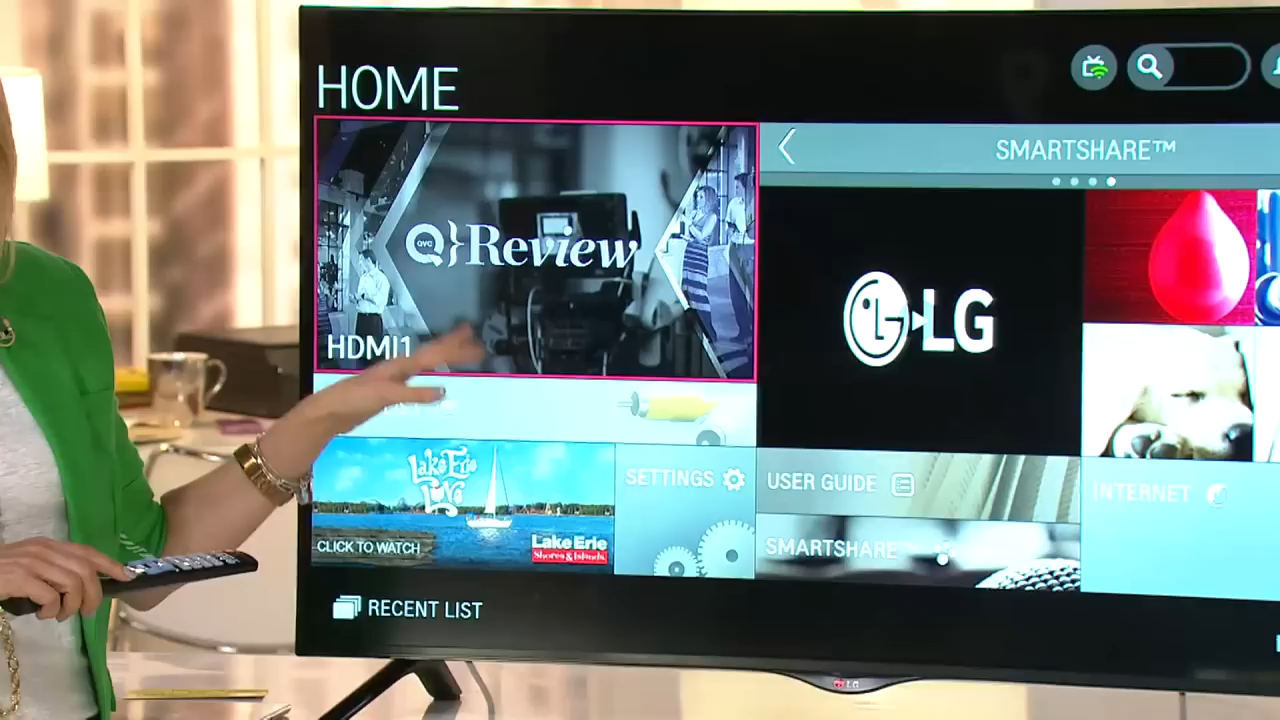 HOME
SMARTSHARE™
QVC
Q}Review
LG
HDMI1
Lake Erie
Love
SETTINGS
USER GUIDE
INTERNET
CLICK TO WATCH
Lake Erie
Shores & Islands
SMARTSHARE
RECENT LIST
LG